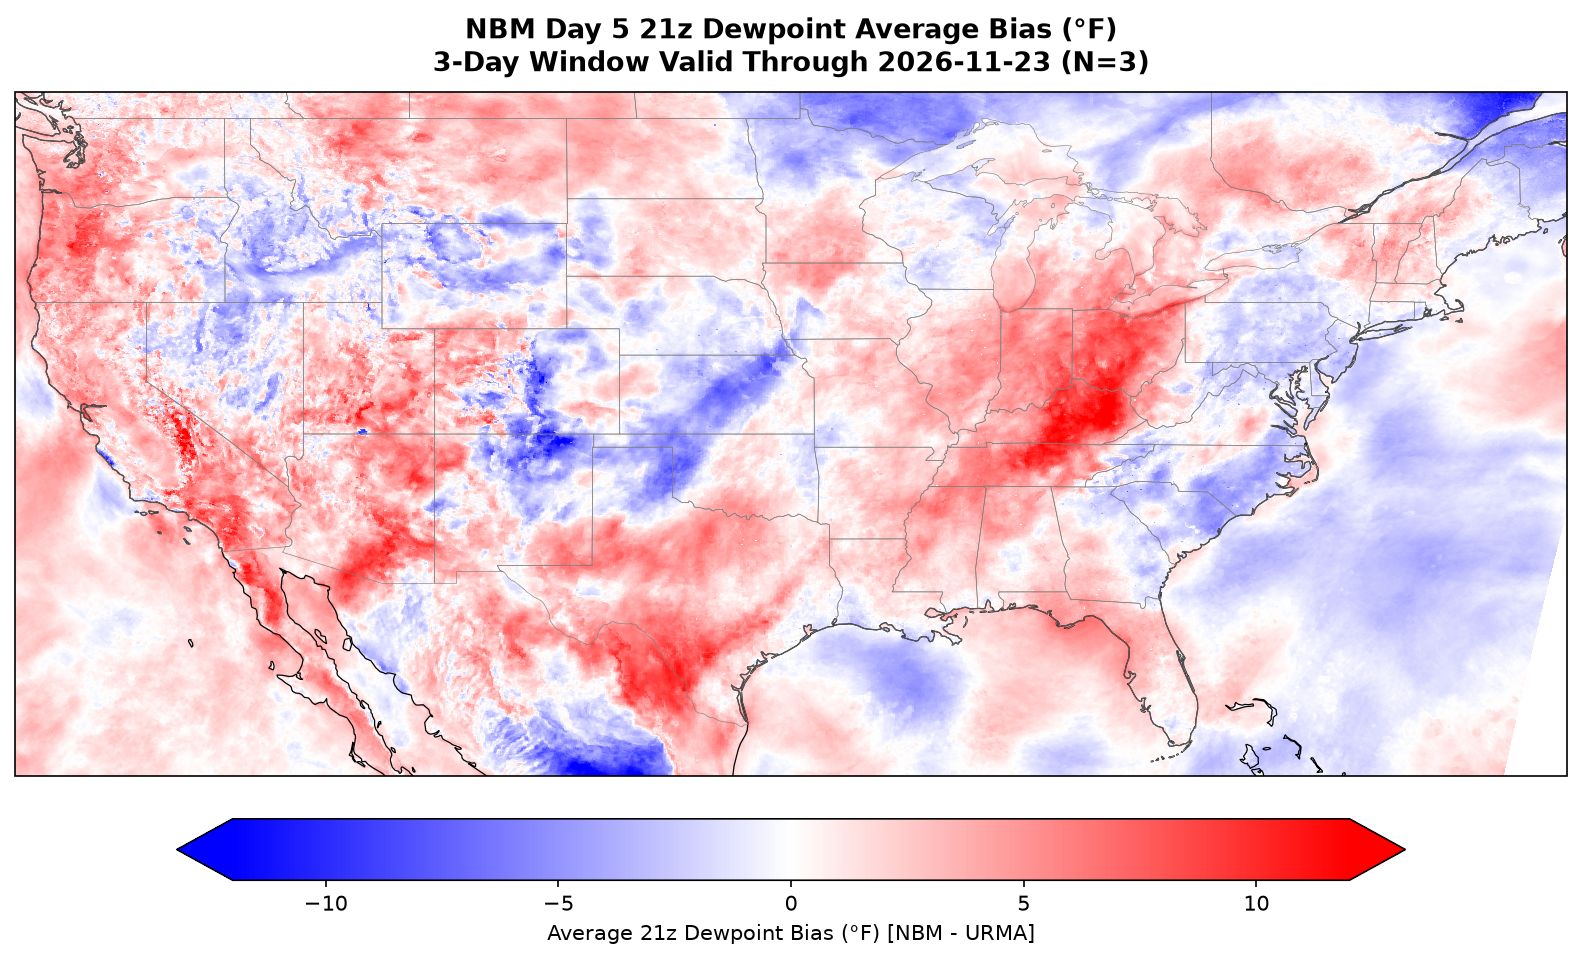 NBM Day 5 21z Dewpoint Average Bias (°F)
3-Day Window Valid Through 2026-11-23 (N=3)
−10 −5 0 5 10
Average 21z Dewpoint Bias (°F) [NBM - URMA]